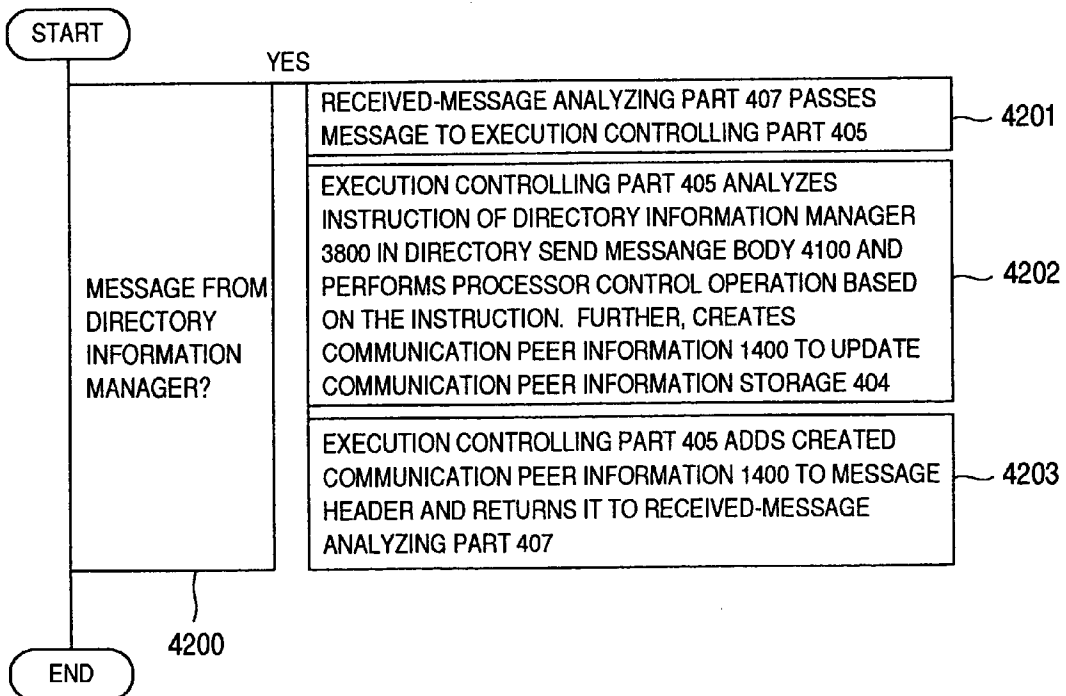 START
YES
RECEIVED-MESSAGE ANALYZING PART 407 PASSES
MESSAGE TO EXECUTION CONTROLLING PART 405
4201
EXECUTION CONTROLLING PART 405 ANALYZES
INSTRUCTION OF DIRECTORY INFORMATION MANAGER
3800 IN DIRECTORY SEND MESSANGE BODY 4100 AND
PERFORMS PROCESSOR CONTROL OPERATION BASED
ON THE INSTRUCTION. FURTHER, CREATES
COMMUNICATION PEER INFORMATION 1400 TO UPDATE
COMMUNICATION PEER INFORMATION STORAGE 404
4202
MESSAGE FROM
DIRECTORY
INFORMATION
MANAGER?
EXECUTION CONTROLLING PART 405 ADDS CREATED
COMMUNICATION PEER INFORMATION 1400 TO MESSAGE
HEADER AND RETURNS IT TO RECEIVED-MESSAGE
ANALYZING PART 407
4203
4200
END